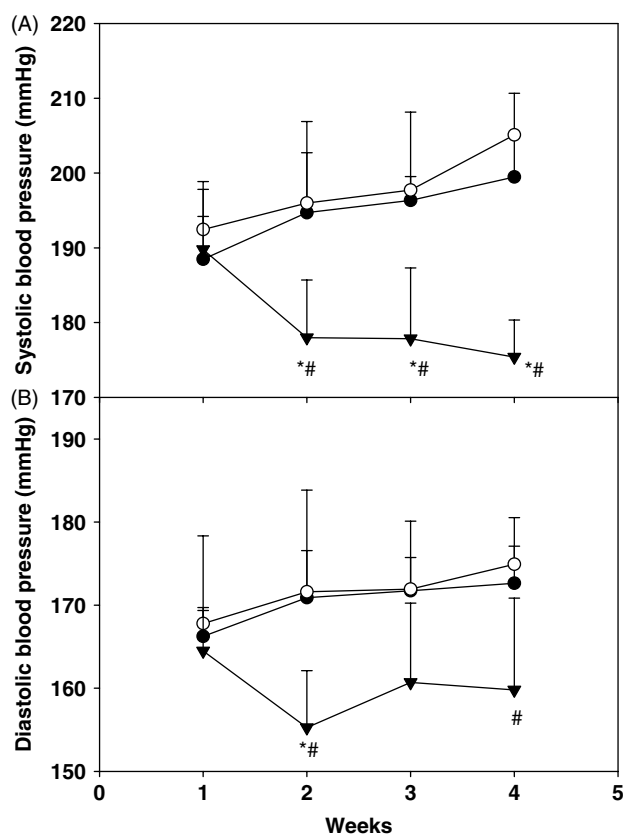 (A)
Systolic blood pressure (mmHg)
220
210
200
190
180
170
*#
*#
*#
(B)
Diastolic blood pressure (mmHg)
190
180
170
160
150
*#
#
0 1 2 3 4 5
Weeks